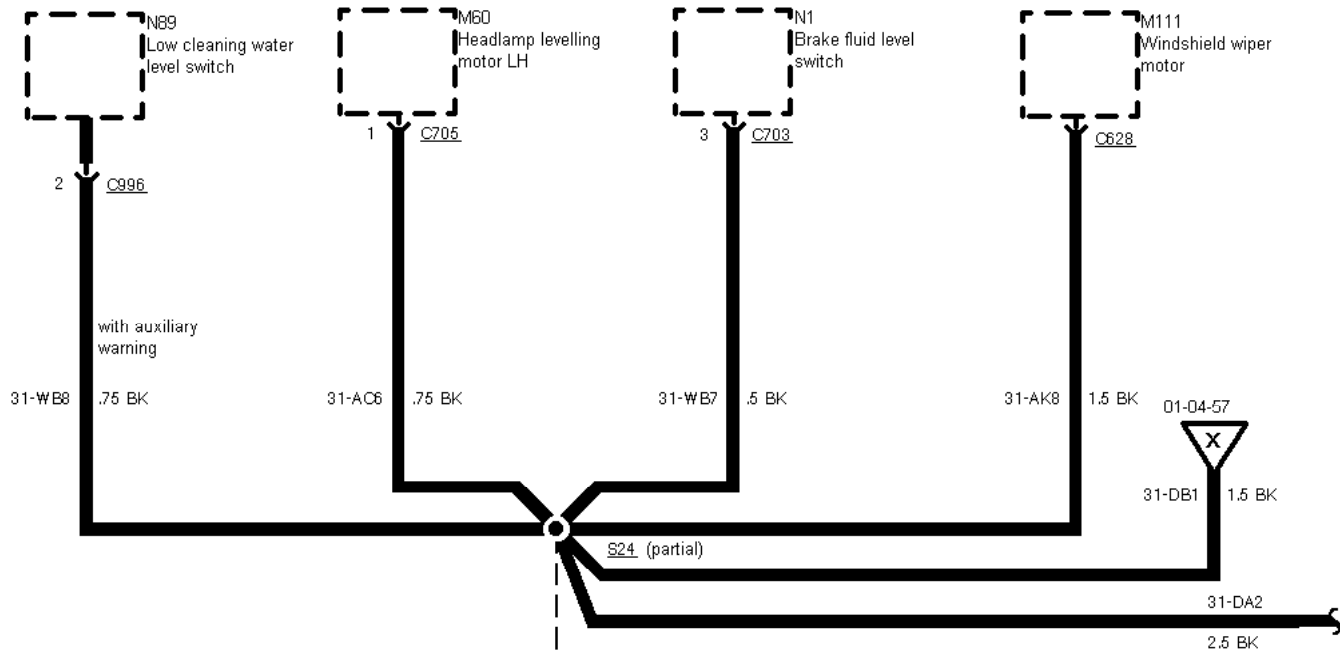 N89
Low cleaning water
level switch
M60
Headlamp levelling
motor LH
N1
Brake fluid level
switch
M111
Windshield wiper
motor
1
C705
3
C703
C628
2
C996
with auxiliary
warning
31-WB8
.75 BK
31-AC6
.75 BK
31-WB7
.5 BK
31-AK8
1.5 BK
01-04-57
X
31-DB1
1.5 BK
S24 (partial)
31-DA2
2.5 BK